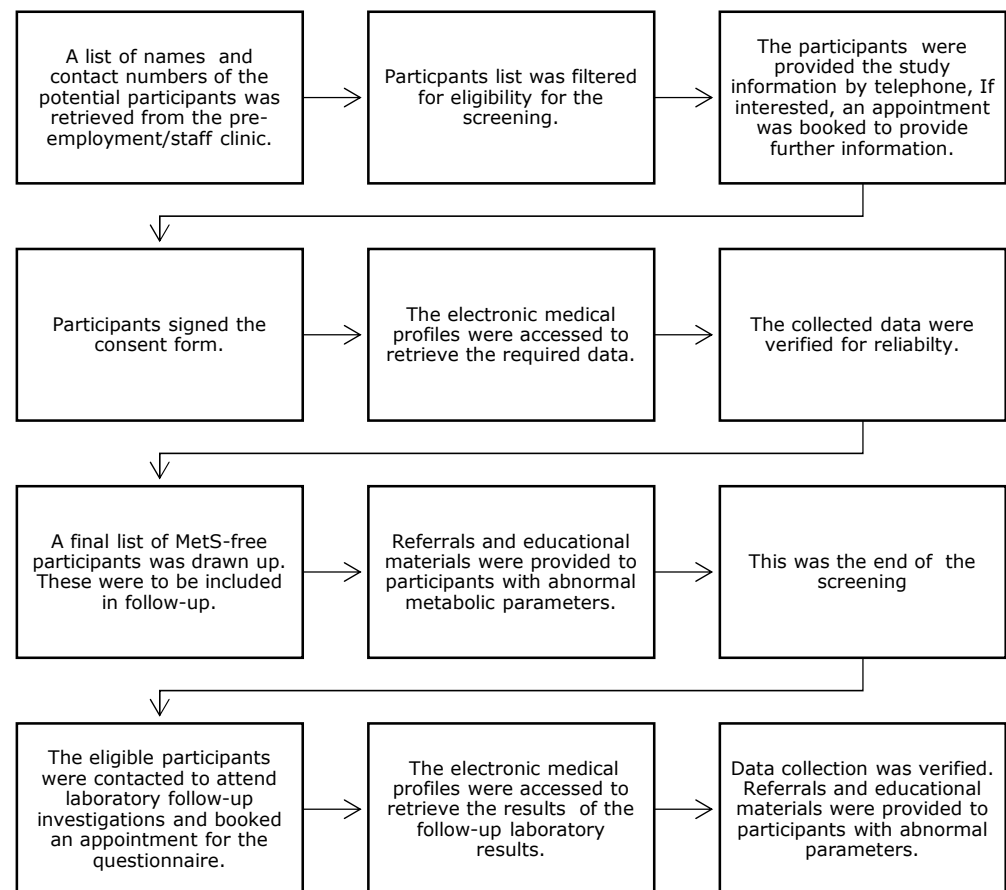 A list of names and
contact numbers of the
potential participants was
retrieved from the pre-
employment/staff clinic.
Particpants list was filtered
for eligibility for the
screening.
The participants were
provided the study
information by telephone, If
interested, an appointment
was booked to provide
further information.
Participants signed the
consent form.
The electronic medical
profiles were accessed to
retrieve the required data.
The collected data were
verified for reliabilty.
A final list of MetS-free
participants was drawn up.
These were to be included
in follow-up.
Referrals and educational
materials were provided to
participants with abnormal
metabolic parameters.
This was the end of the
screening
The eligible participants
were contacted to attend
laboratory follow-up
investigations and booked
an appointment for the
questionnaire.
The electronic medical
profiles were accessed to
retrieve the results of the
follow-up laboratory
results.
Data collection was verified.
Referrals and educational
materials were provided to
participants with abnormal
parameters.